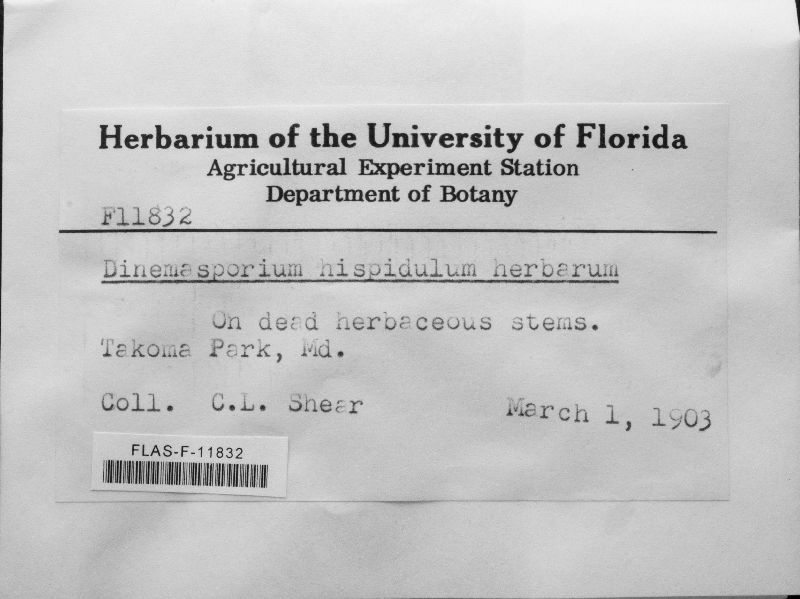 Herbarium of the University of Florida
Agricultural Experiment Station
Department of Botany
F11832
Dinemasporium hispidulum herbarum
On dead herbaceous stems.
Takoma Park, Md.
Coll. C.L. Shear March 1, 1903
FLAS-F-11832